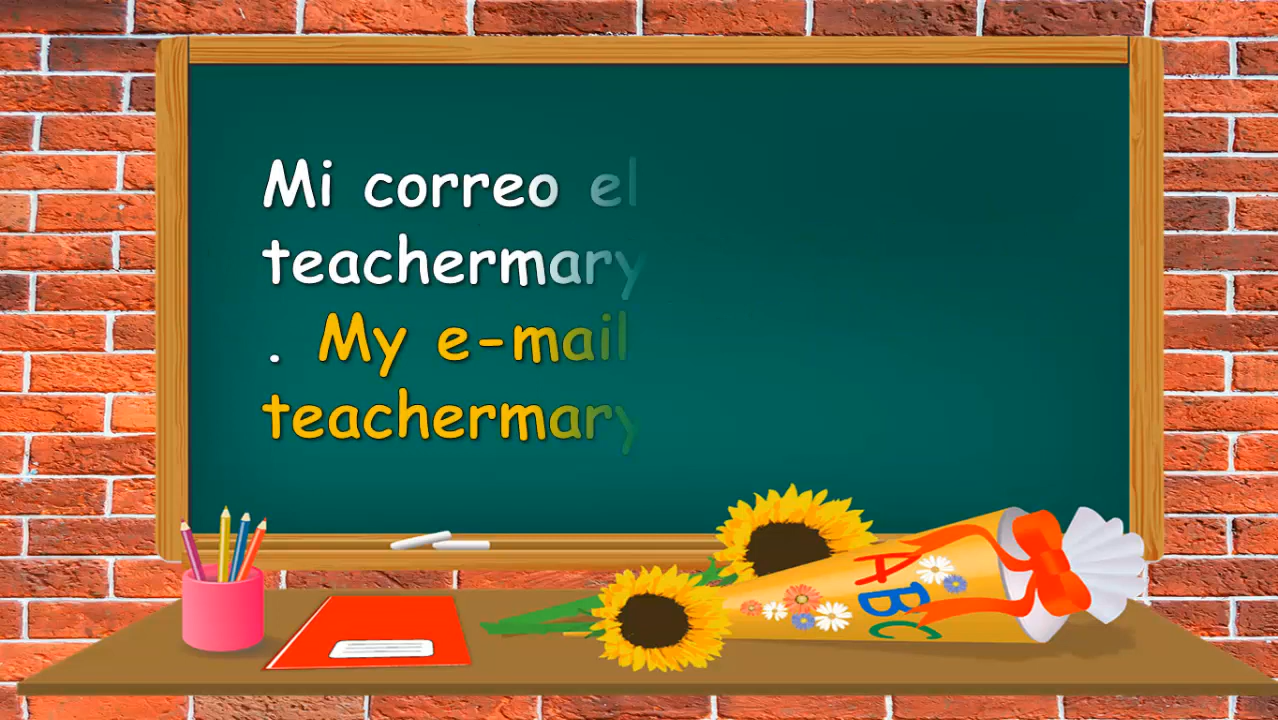 Mi correo el
teachermary
. My e-mail
teachermary
A B C